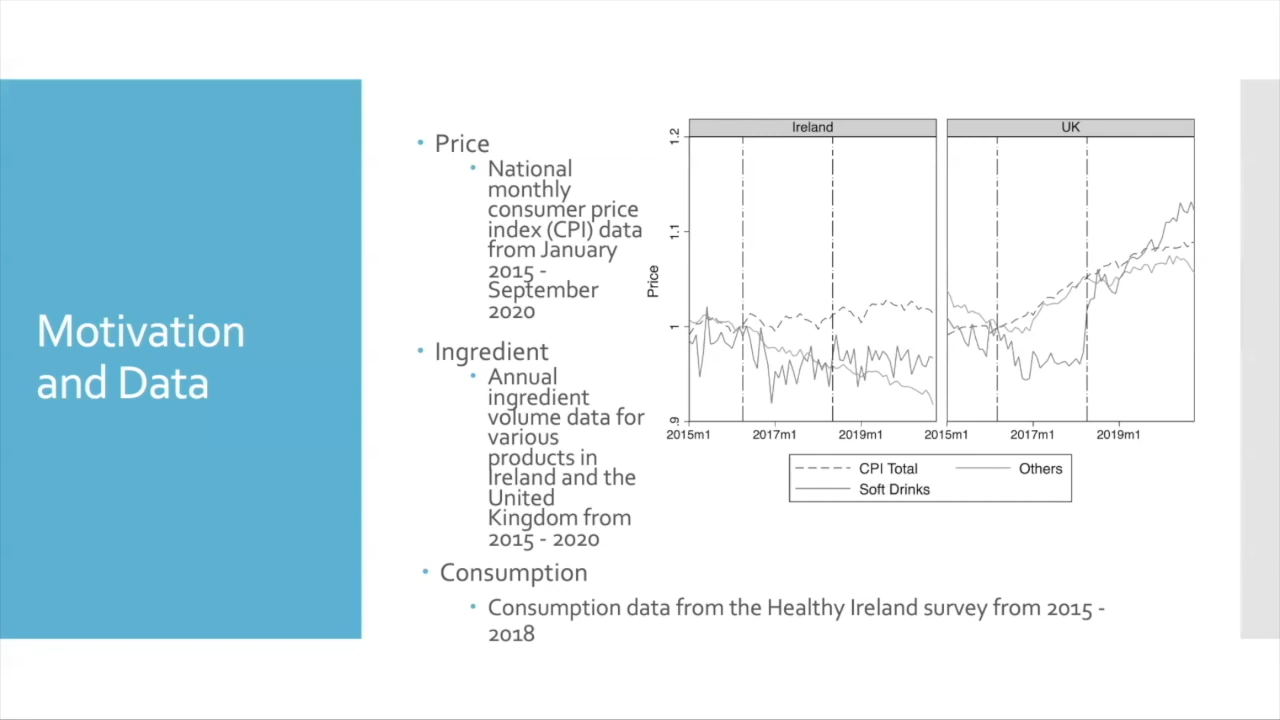 Motivation
and Data
• Price
• National
monthly
consumer price
index (CPI) data
from January
2015 -
September
2020
• Ingredient
• Annual
ingredient
volume data for
various
products in
Ireland and the
United
Kingdom from
2015 - 2020
• Consumption
• Consumption data from the Healthy Ireland survey from 2015 -
2018
Ireland
UK
Price
1.2
1.1
1
.9
2015m1 2017m1 2019m1 2015m1 2017m1 2019m1
CPI Total Others
Soft Drinks